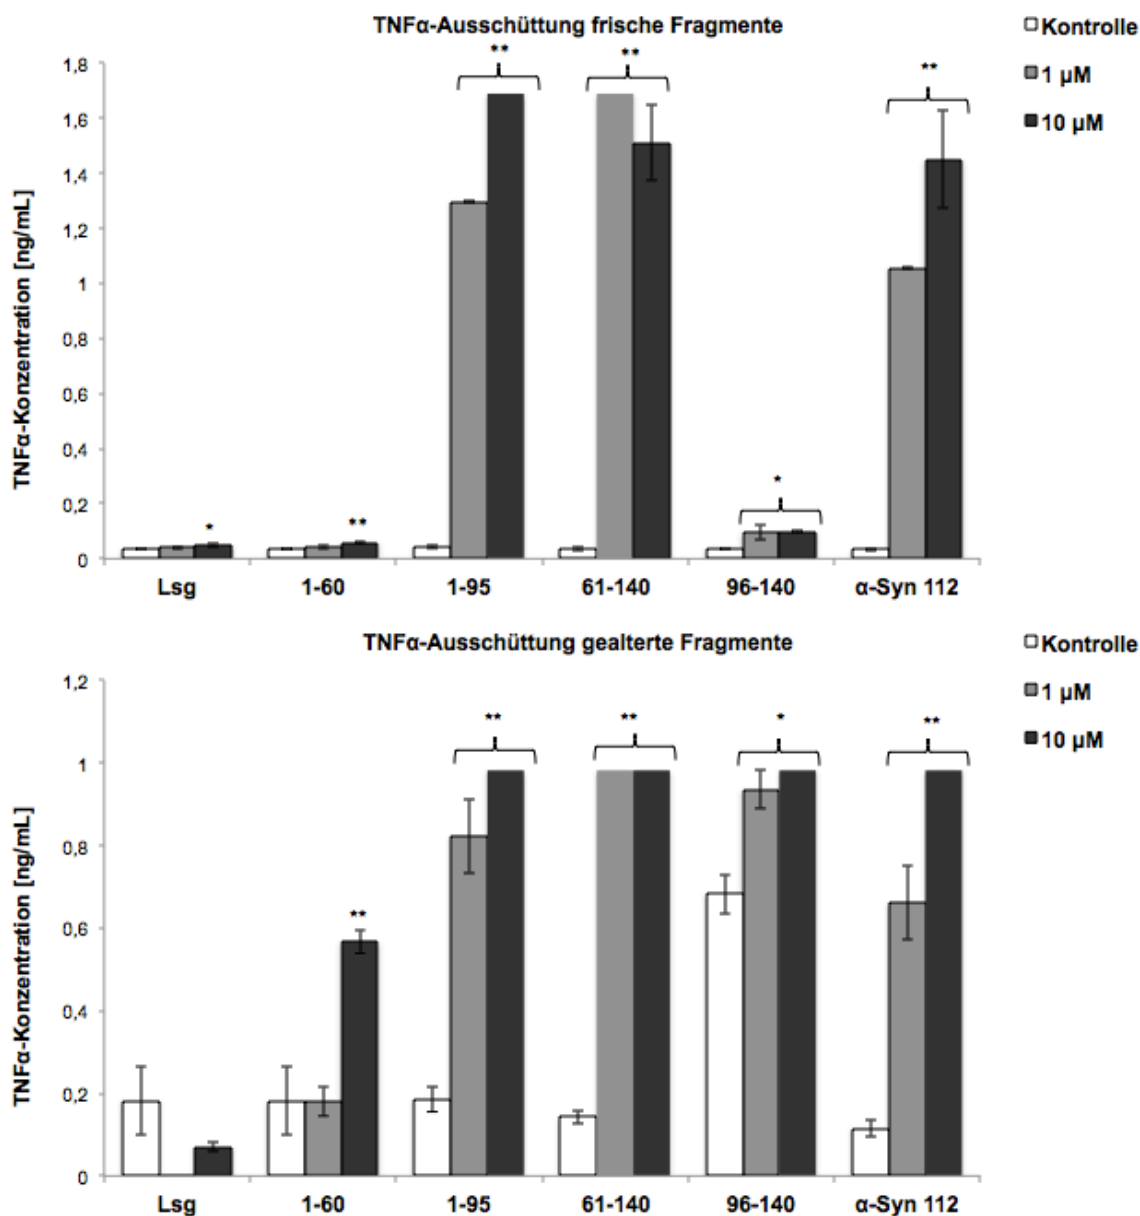 TNFα-Ausschüttung frische Fragmente
Kontrolle
1 µM
10 µM
TNFα-Konzentration [ng/mL]
1,8
1,6
1,4
1,2
1
0,8
0,6
0,4
0,2
0
** ** ** * ** *
Lsg 1-60 1-95 61-140 96-140 α-Syn 112
TNFα-Ausschüttung gealterte Fragmente
Kontrolle
1 µM
10 µM
TNFα-Konzentration [ng/mL]
1,2
1
0,8
0,6
0,4
0,2
0
** ** * ** **
Lsg 1-60 1-95 61-140 96-140 α-Syn 112